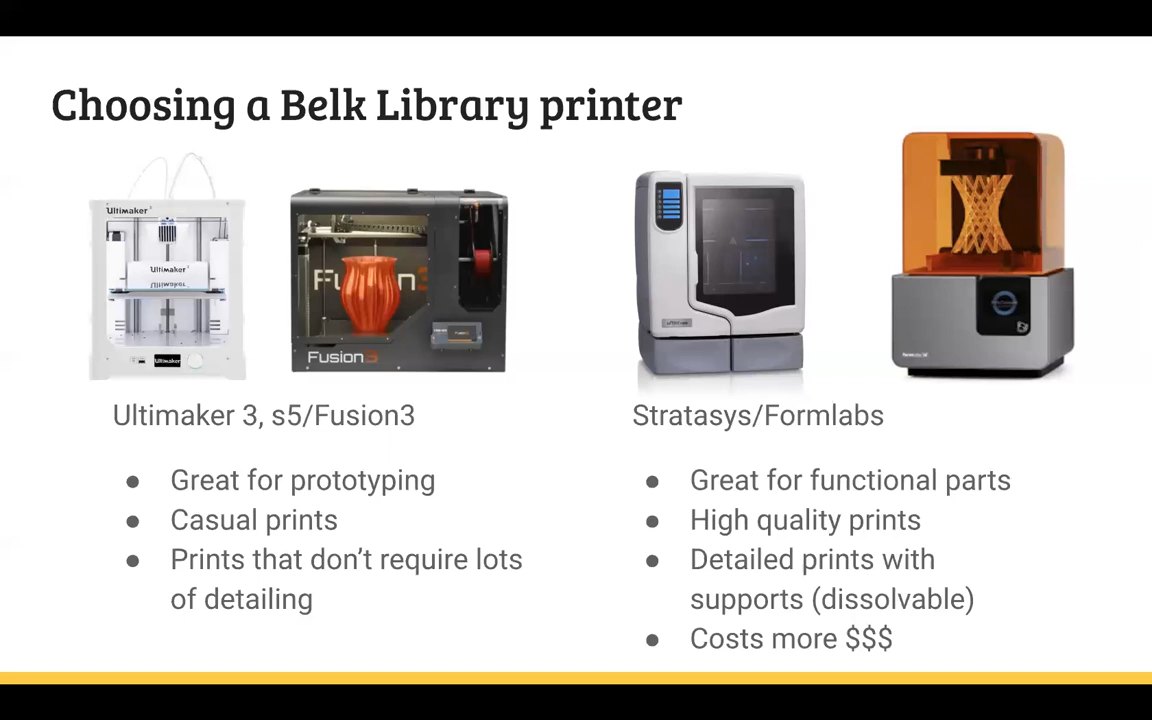 Choosing a Belk Library printer
Ultimaker
Ultimaker
Fusion3
Fusion3
Ultimaker
Ultimaker 3, s5/Fusion3
Great for prototyping
Casual prints
Prints that don’t require lots
of detailing
Stratasys/Formlabs
Great for functional parts
High quality prints
Detailed prints with
supports (dissolvable)
Costs more $$$